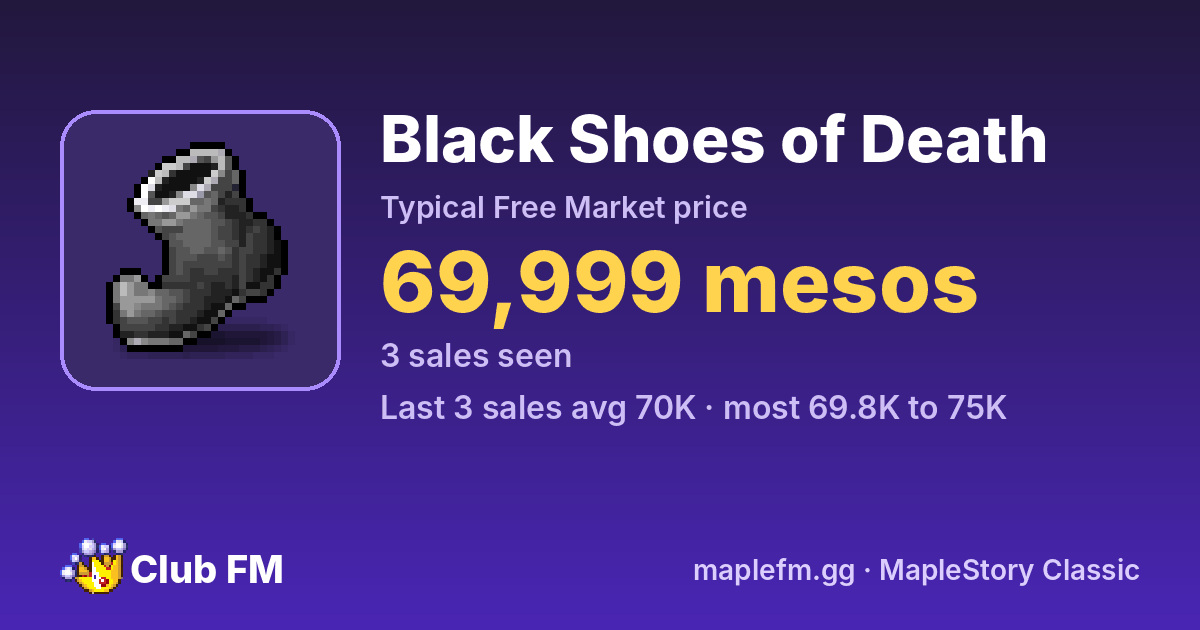 Black Shoes of Death
Typical Free Market price
69,999 mesos
3 sales seen
Last 3 sales avg 70K · most 69.8K to 75K
Club FM
maplefm.gg · MapleStory Classic